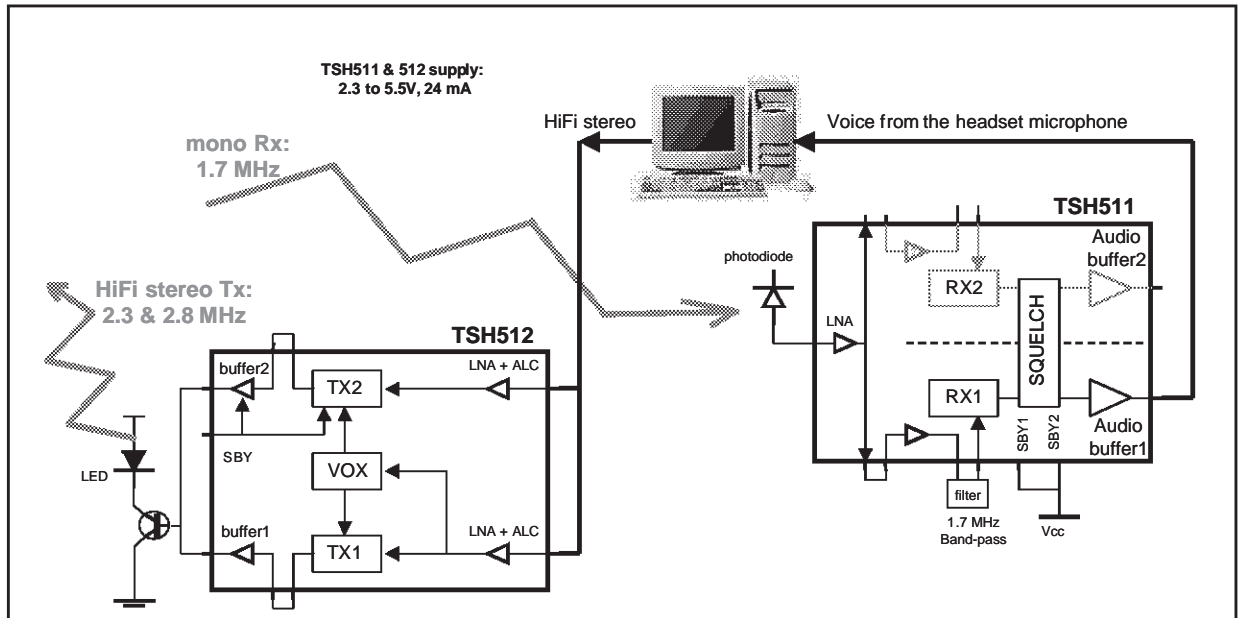 TSH511 & 512 supply:
2.3 to 5.5V, 24 mA
HiFi stereo
Voice from the headset microphone
mono Rx:
1.7 MHz
TSH511
Audio
buffer2
photodiode
RX2
HiFi stereo Tx:
2.3 & 2.8 MHz
LNA
SQUELCH
TSH512
buffer2
LNA + ALC
TX2
RX1
SBY1
SBY2
Audio
buffer1
SBY
LED
VOX
filter
1.7 MHz
Band-pass
Vcc
buffer1
LNA + ALC
TX1